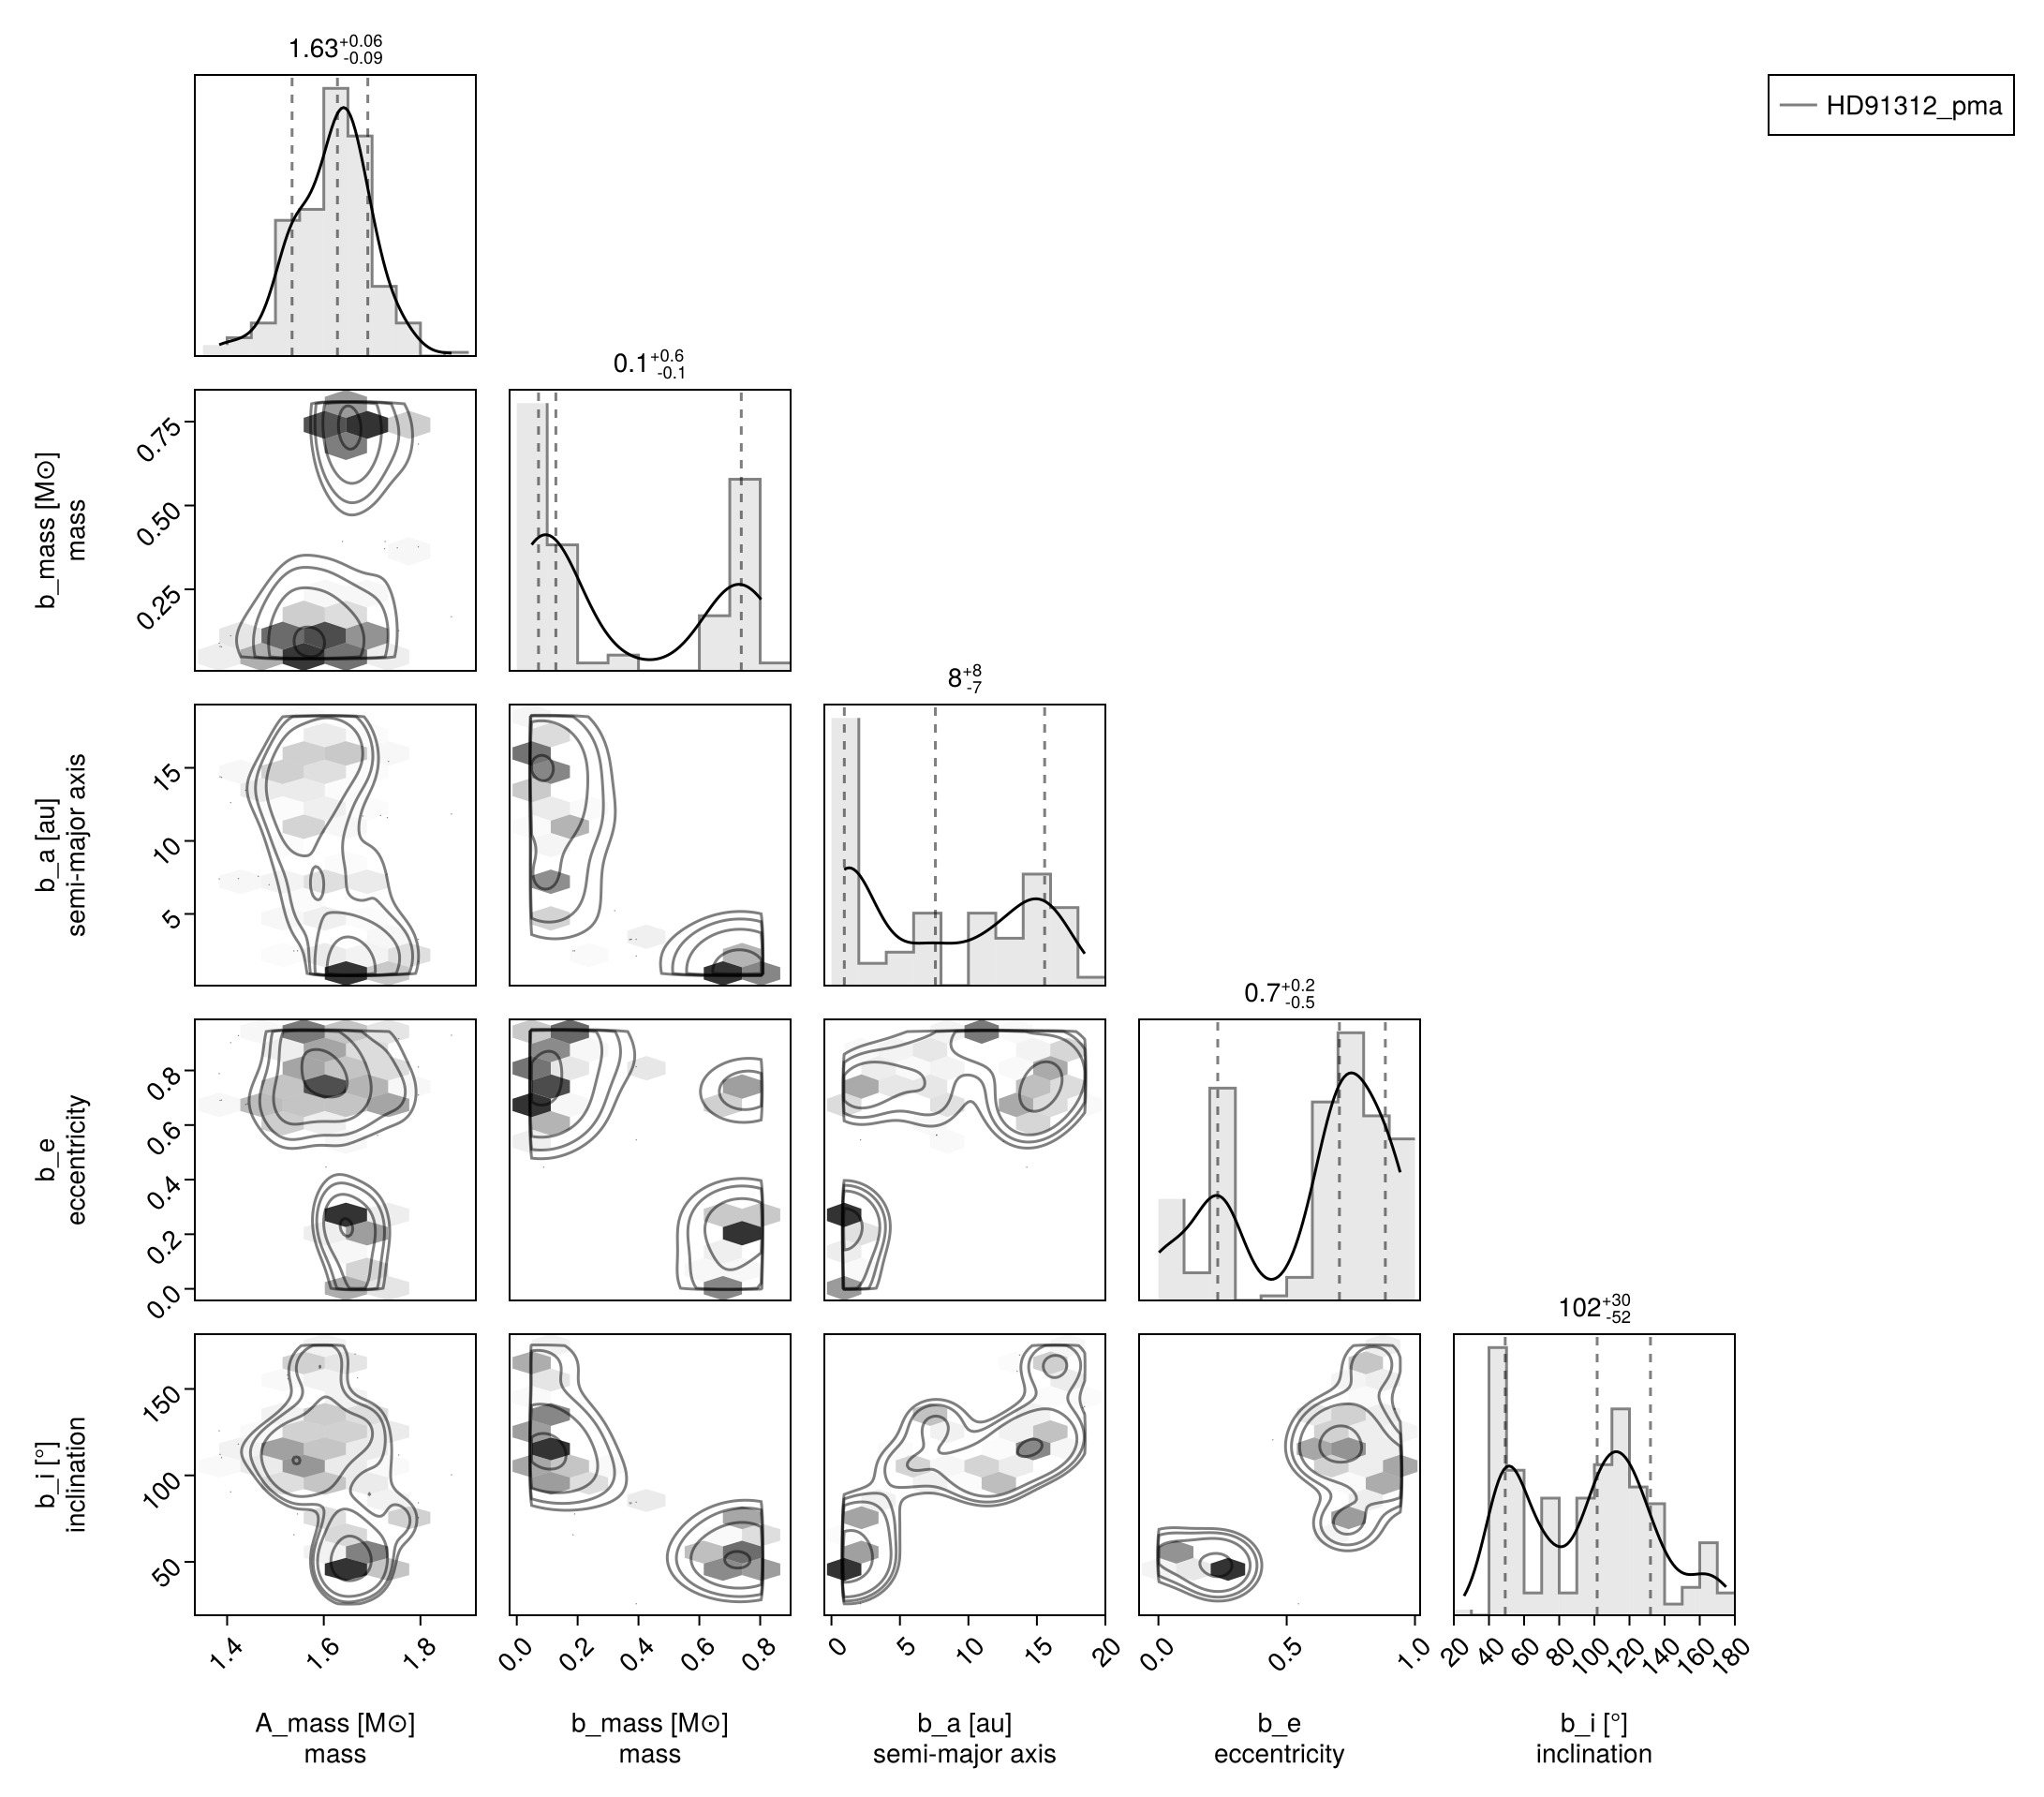 1.63+0.06-0.09
HD91312_pma
0.1+0.6-0.1
b_mass [M⊙]
mass
0.75
0.50
0.25
8+8-7
b_a [au]
semi-major axis
15
10
5
0.7+0.2-0.5
b_e
eccentricity
0.8
0.6
0.4
0.2
0.0
102+30-52
b_i [°]
inclination
150
100
50
1.4 1.6 1.8 0.0 0.2 0.4 0.6 0.8 0 5 10 15 20 0.0 0.5 1.0 20 40 60 80 100 120 140 160 180
A_mass [M⊙]
mass
b_mass [M⊙]
mass
b_a [au]
semi-major axis
b_e
eccentricity
b_i [°]
inclination